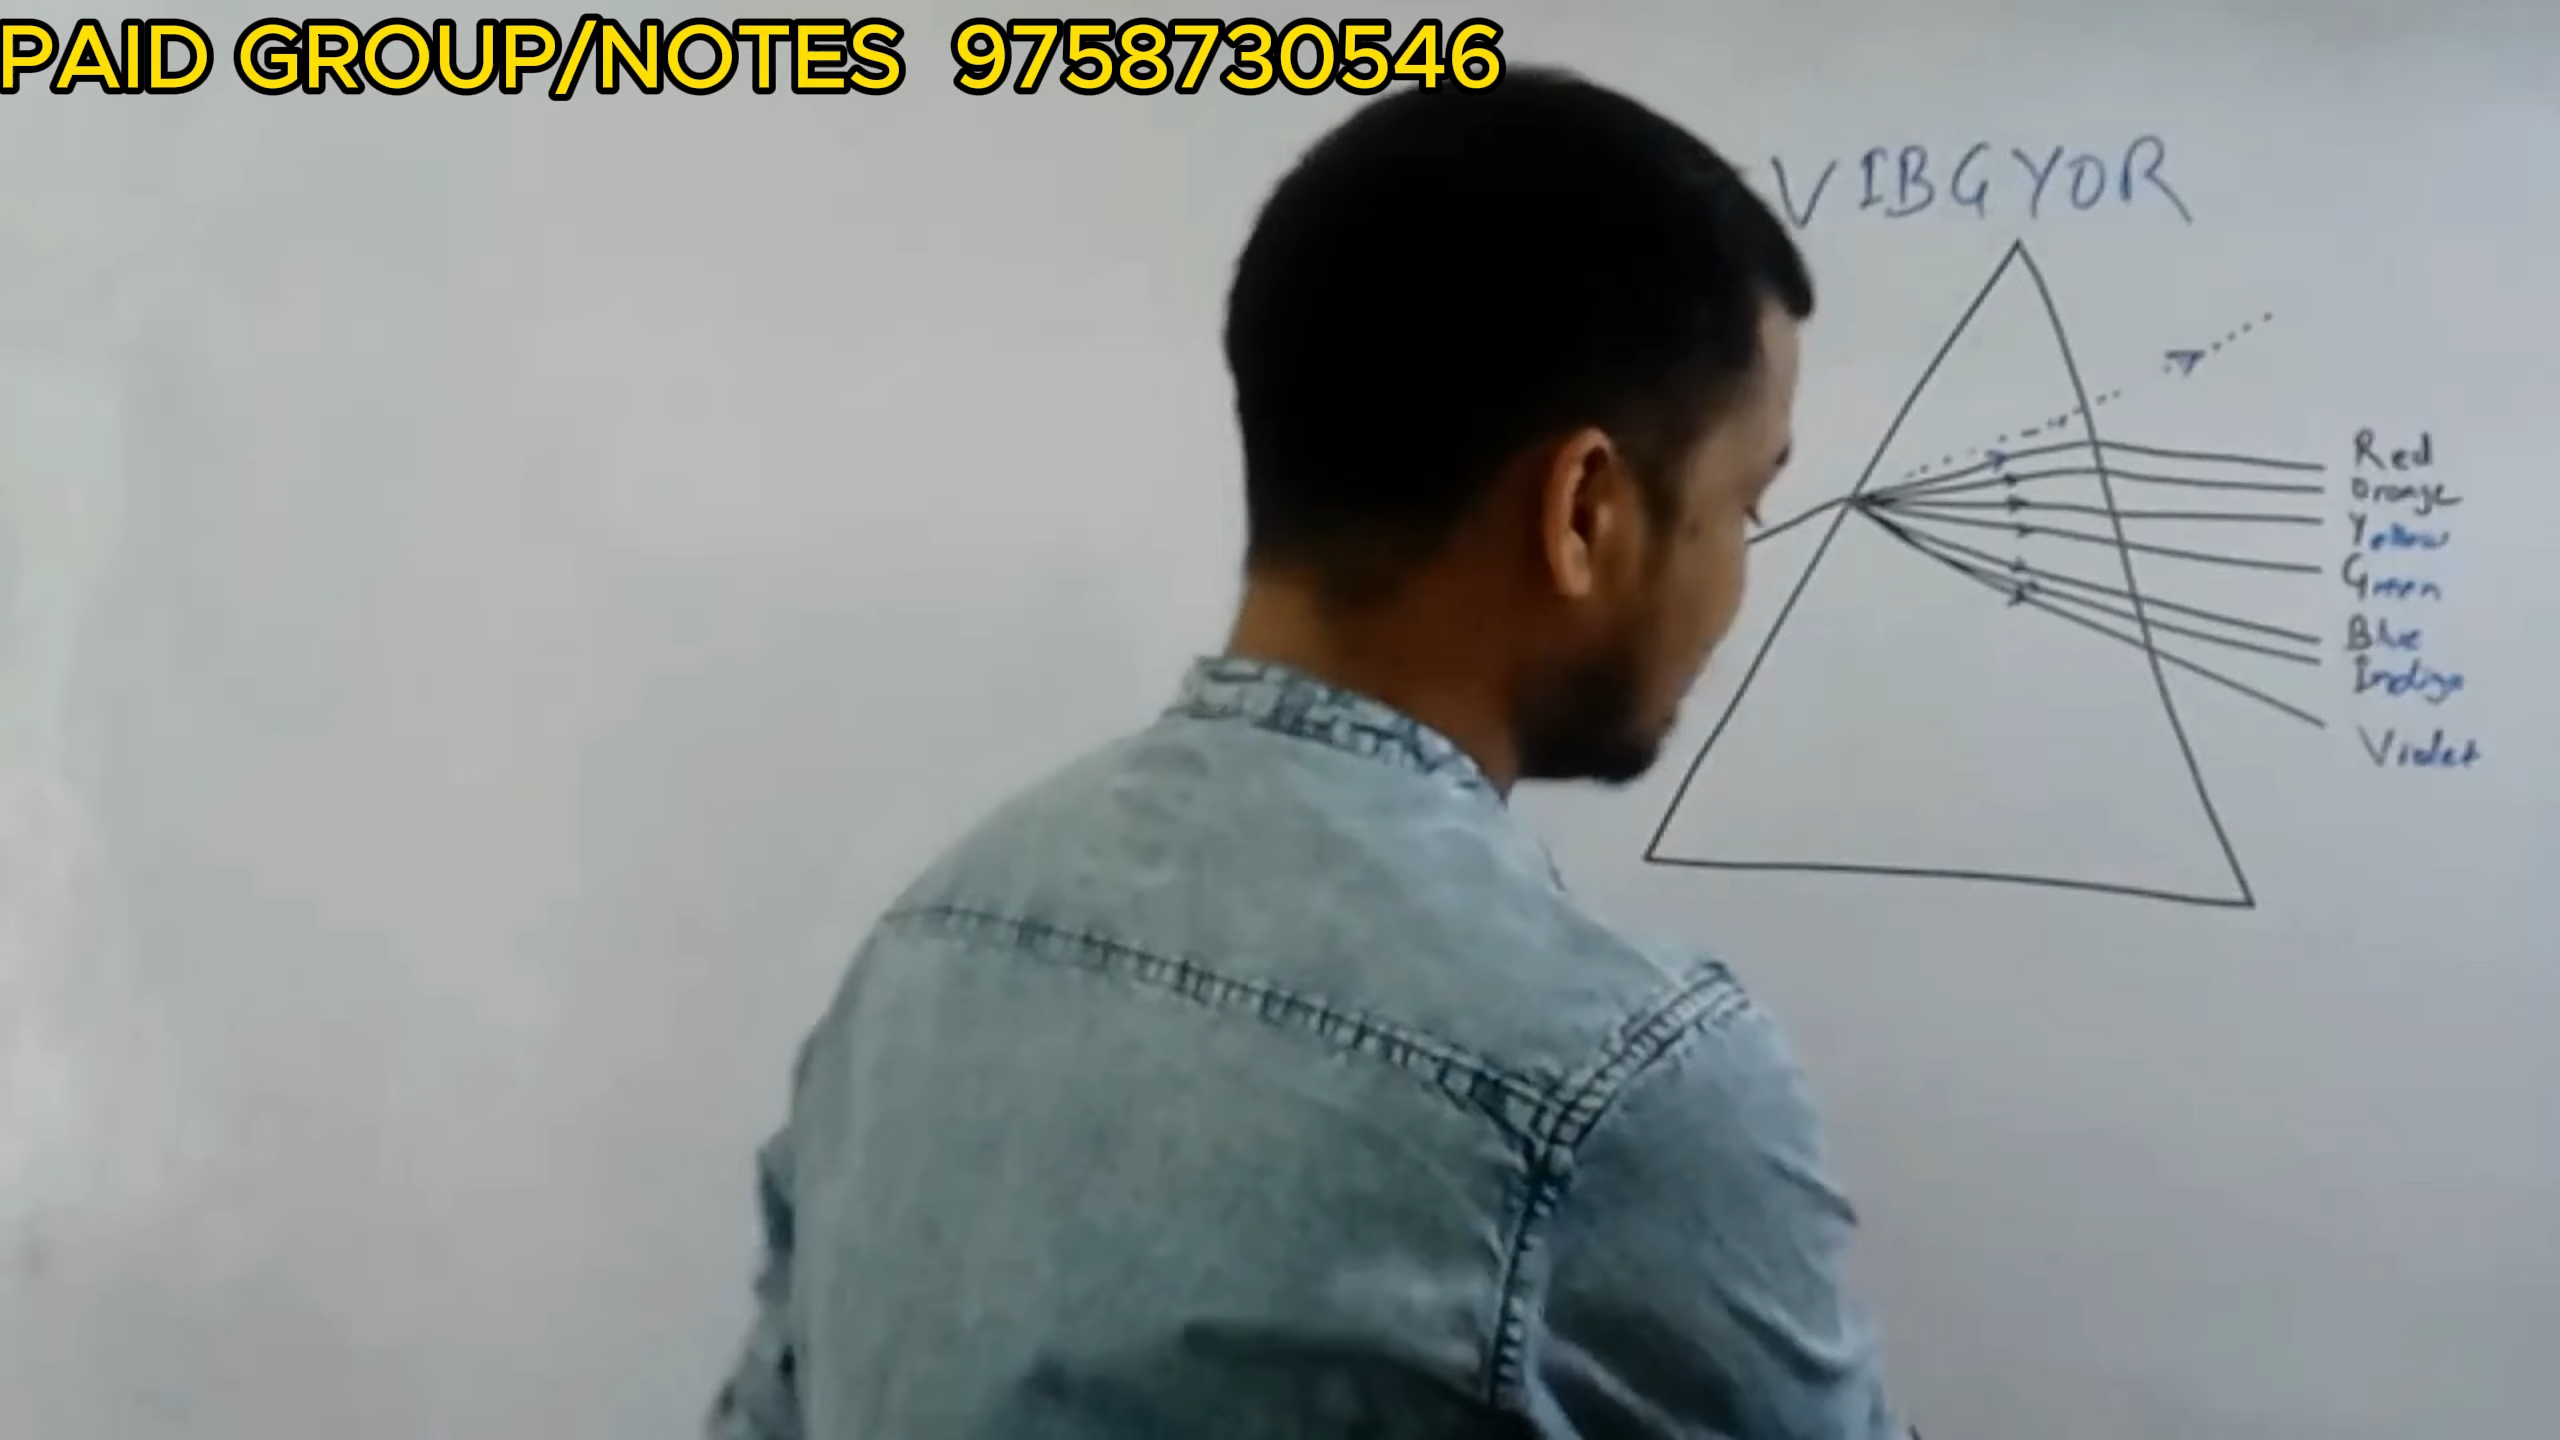 PAID GROUP/NOTES 9758730546
VIBGYOR
Red
Orange
Yellow
Green
Blue
Indigo
Violet